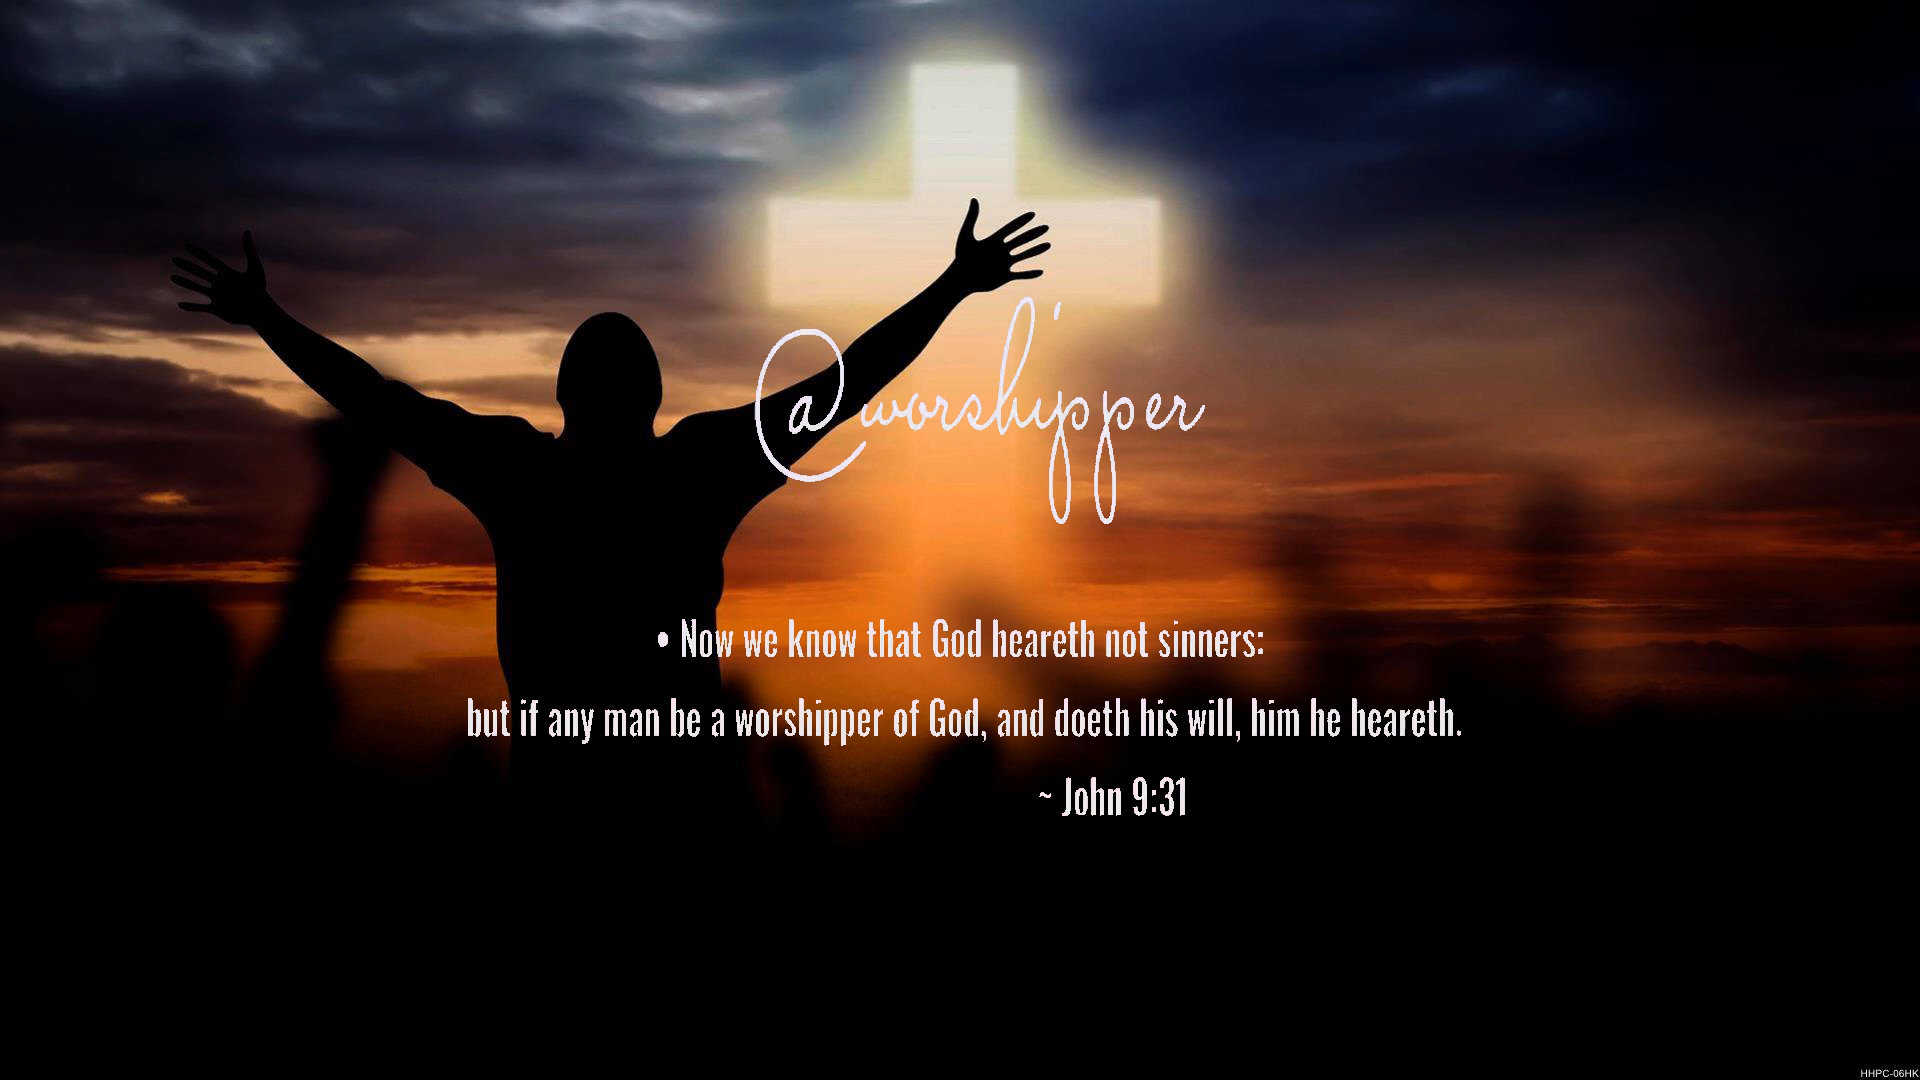 @worshipper
• Now we know that God heareth not sinners:
but if any man be a worshipper of God, and doeth his will, him he heareth.
~ John 9:31
HHPC-06HK